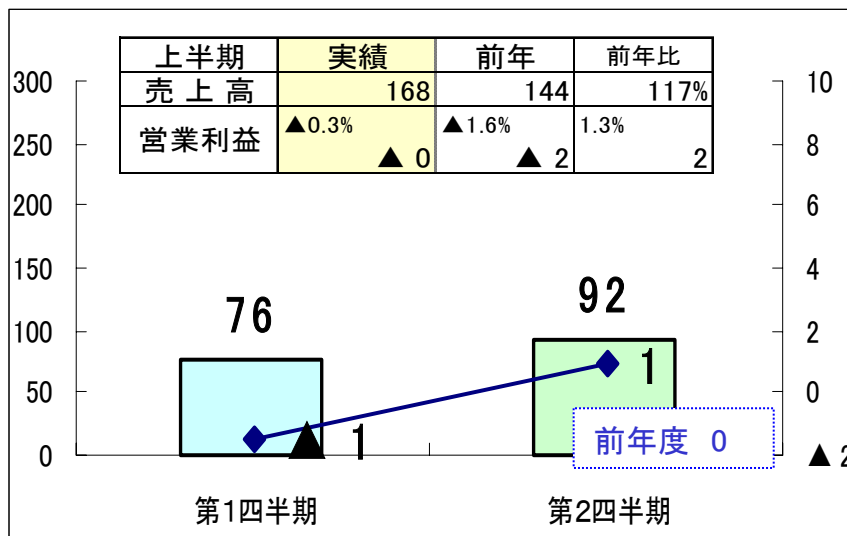 上半期 実績 前年 前年比
売上高 168 144 117%
営業利益 ▲0.3% ▲1.6% 1.3%
▲ 0 ▲ 2 2
300 10
250 8
200 6
150 4
100 2
50 0
0 ▲ 2
76 92
▲ 1 1
前年度 0
第1四半期 第2四半期